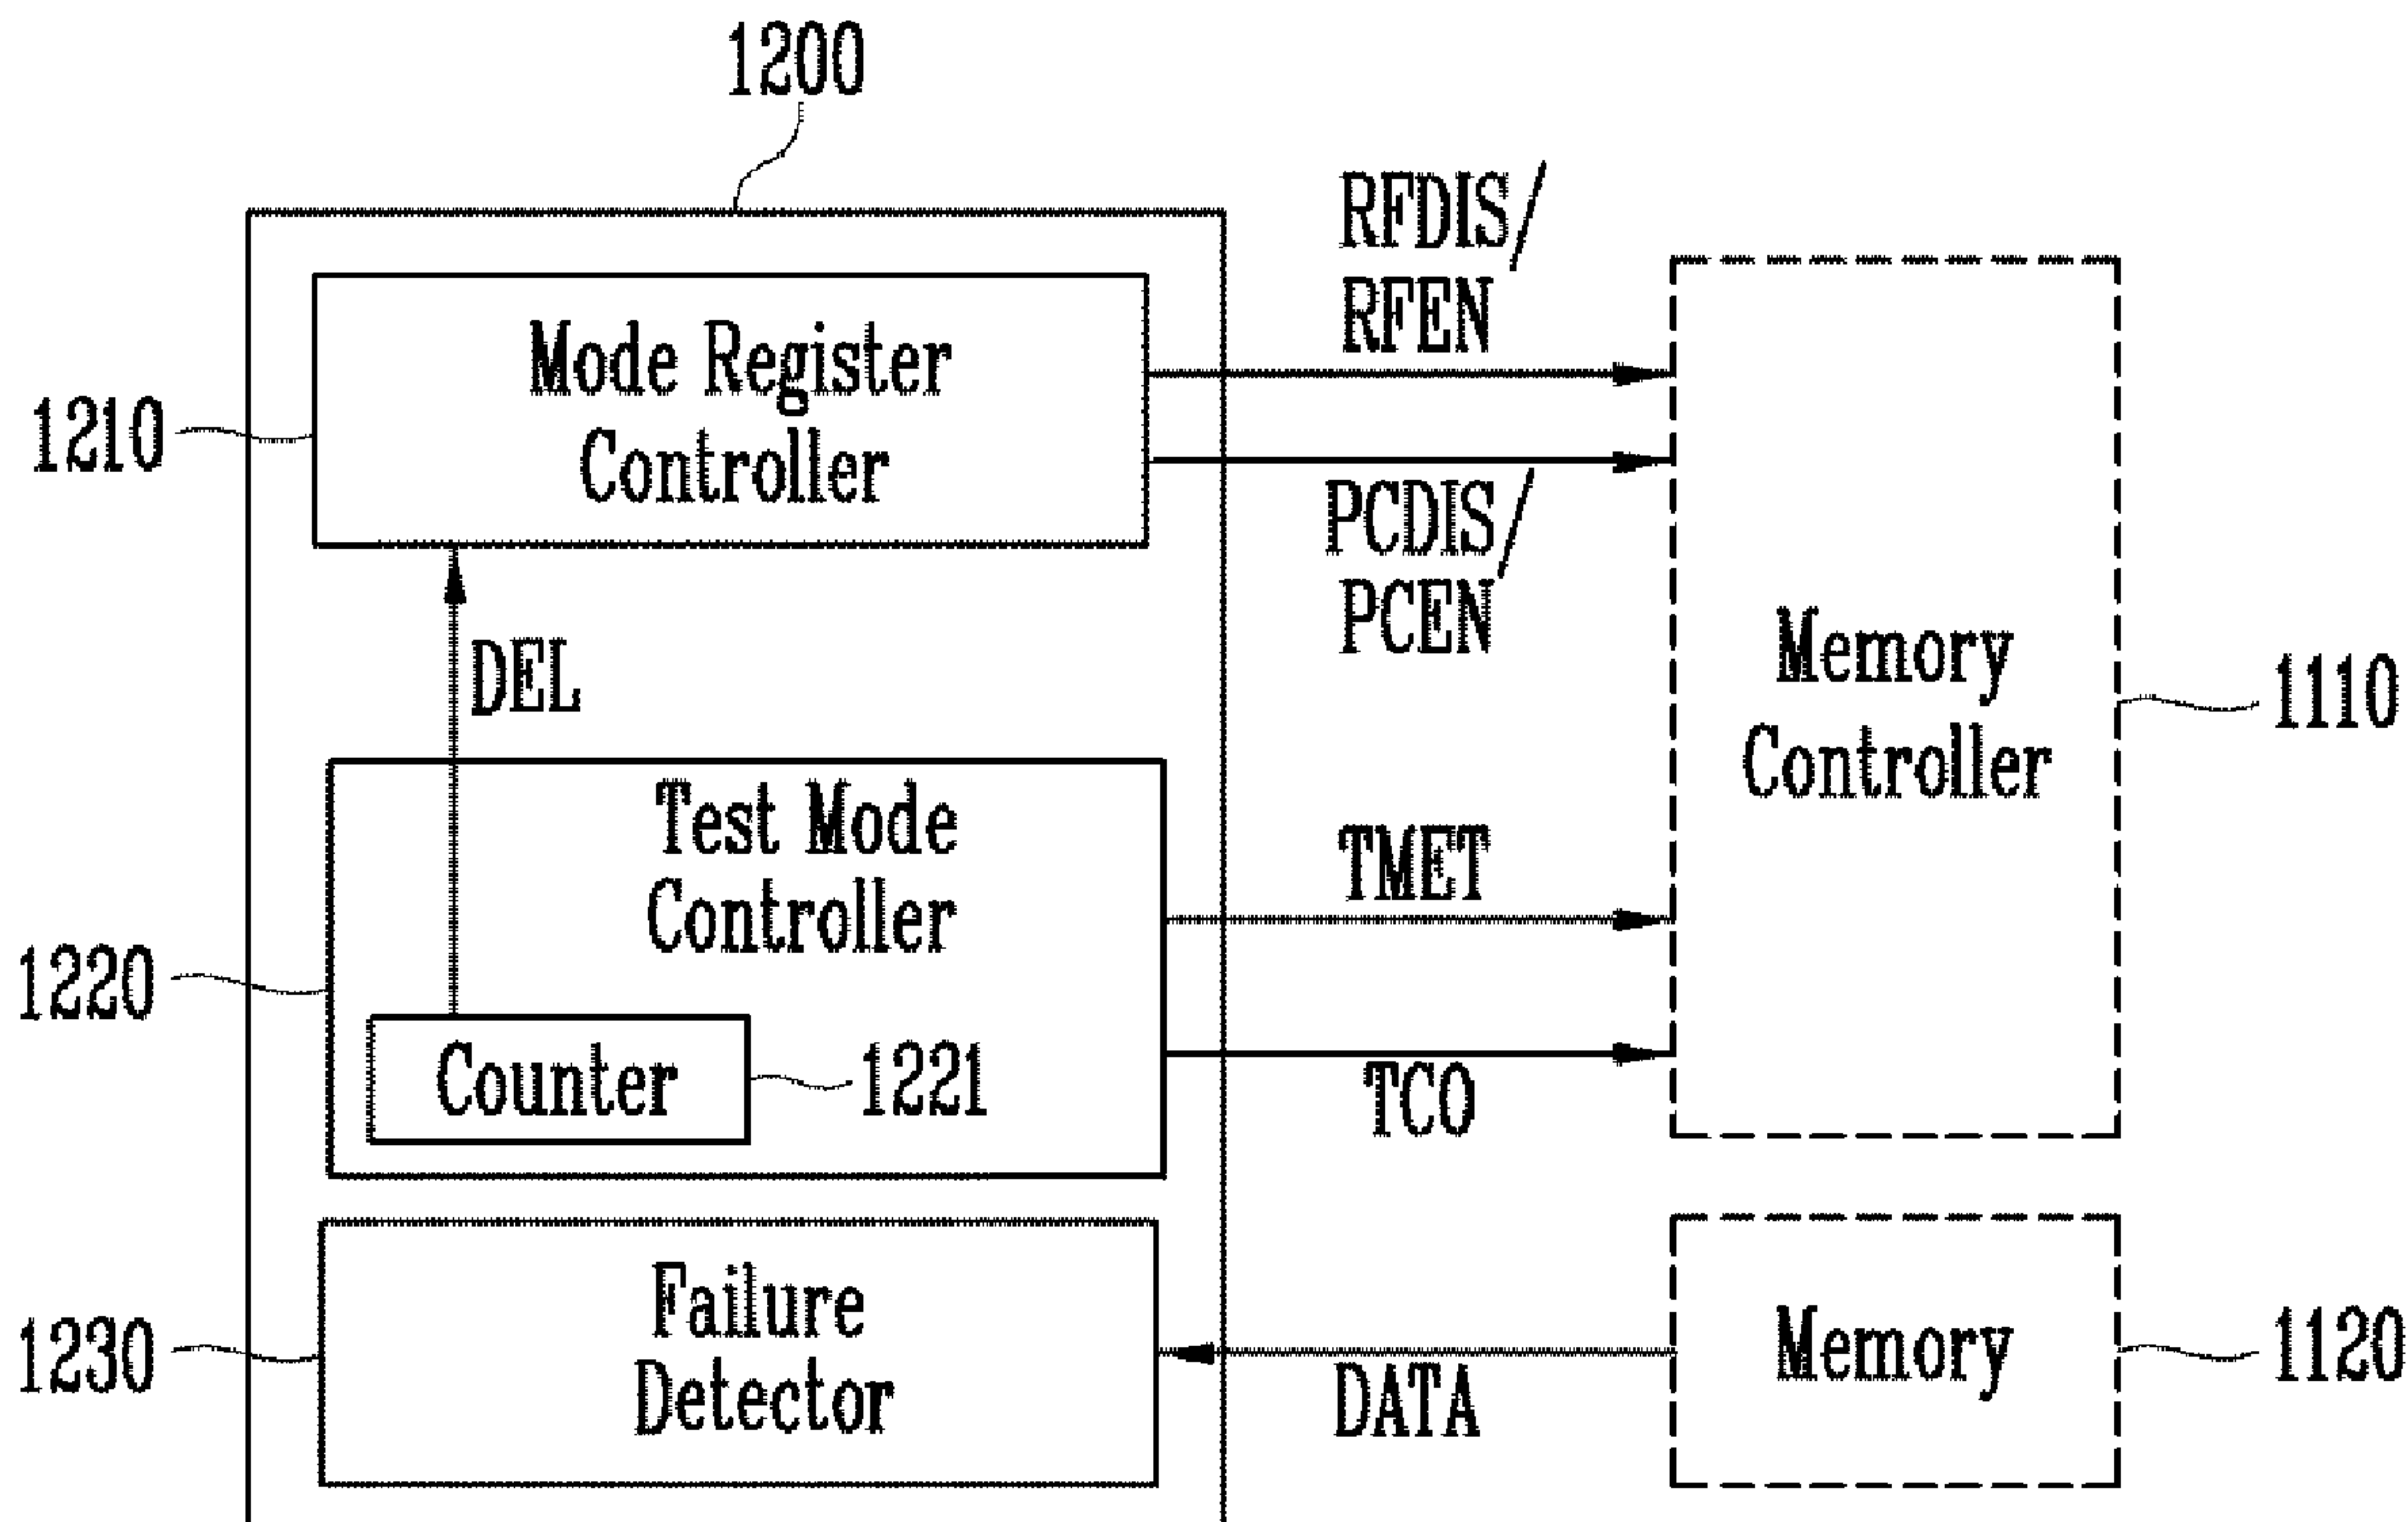 1200
RFDIS/
RFEN
Mode Register
Controller
1210
PCDIS/
PCEN
DEL
Memory
Controller
1110
Test Mode
Controller
TMET
1220
Counter
1221
TCO
Failure
Detector
1230
DATA
Memory
1120